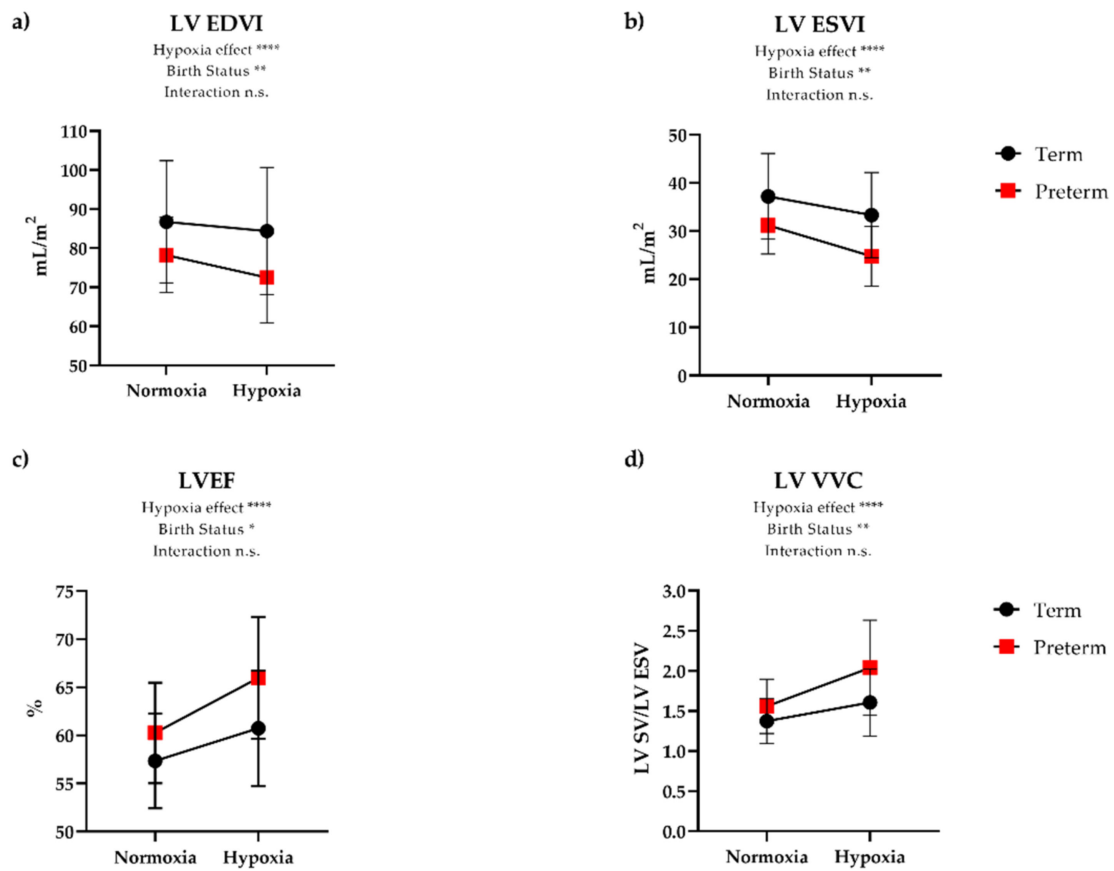 a)
LV EDVI
Hypoxia effect ****
Birth Status **
Interaction n.s.
110
100
90
80
70
60
50
mL/m²
Normoxia
Hypoxia
b)
LV ESVI
Hypoxia effect ****
Birth Status **
Interaction n.s.
50
40
30
20
10
0
mL/m²
Normoxia
Hypoxia
Term
Preterm
c)
LVEF
Hypoxia effect ****
Birth Status *
Interaction n.s.
75
70
65
60
55
50
%
Normoxia
Hypoxia
d)
LV VVC
Hypoxia effect ****
Birth Status **
Interaction n.s.
3.0
2.5
2.0
1.5
1.0
0.5
0.0
LV SV/LV ESV
Normoxia
Hypoxia
Term
Preterm